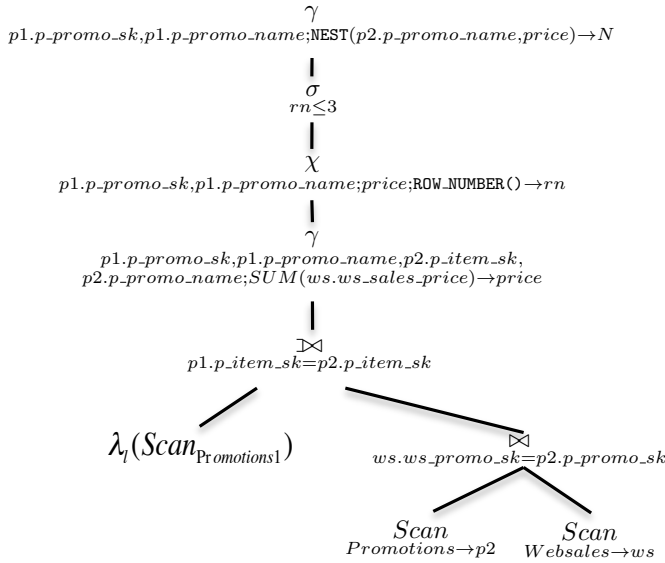 γ
p1.p_promo_sk,p1.p_promo_name;NEST(p2.p_promo_name,price)→N
σ
rn≤3
χ
p1.p_promo_sk,p1.p_promo_name;price;ROW_NUMBER()→rn
γ
p1.p_promo_sk,p1.p_promo_name,p2.p_item_sk,
p2.p_promo_name;SUM(ws.ws_sales_price)→price
⟕
p1.p_item_sk=p2.p_item_sk
λl(ScanPromotions1)
⋈
ws.ws_promo_sk=p2.p_promo_sk
Scan Scan
Promotions→p2 Websales→ws